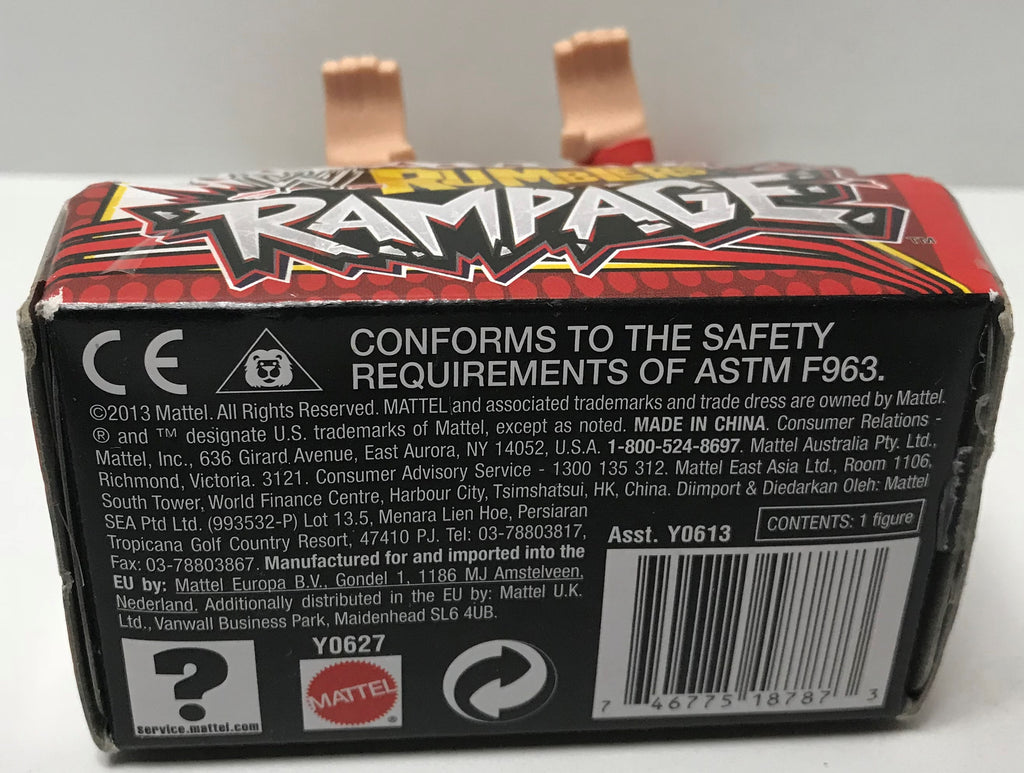 RUMBLERS
RAMPAGE
TM
CE
CONFORMS TO THE SAFETY
REQUIREMENTS OF ASTM F963.
©2013 Mattel. All Rights Reserved. MATTEL and associated trademarks and trade dress are owned by Mattel.
® and ™ designate U.S. trademarks of Mattel, except as noted. MADE IN CHINA. Consumer Relations -
Mattel, Inc., 636 Girard Avenue, East Aurora, NY 14052, U.S.A. 1-800-524-8697. Mattel Australia Pty. Ltd.,
Richmond, Victoria. 3121. Consumer Advisory Service - 1300 135 312. Mattel East Asia Ltd., Room 1106,
South Tower, World Finance Centre, Harbour City, Tsimshatsui, HK, China. Diimport & Diedarkan Oleh: Mattel
SEA Ptd Ltd. (993532-P) Lot 13.5, Menara Lien Hoe, Persiaran
Tropicana Golf Country Resort, 47410 PJ. Tel: 03-78803817,
Fax: 03-78803867. Manufactured for and imported into the
EU by: Mattel Europa B.V., Gondel 1, 1186 MJ Amstelveen,
Nederland. Additionally distributed in the EU by: Mattel U.K.
Ltd., Vanwall Business Park, Maidenhead SL6 4UB.
Asst. Y0613
CONTENTS: 1 figure
Y0627
?
service.mattel.com
MATTEL
®
7 46775 18787 3